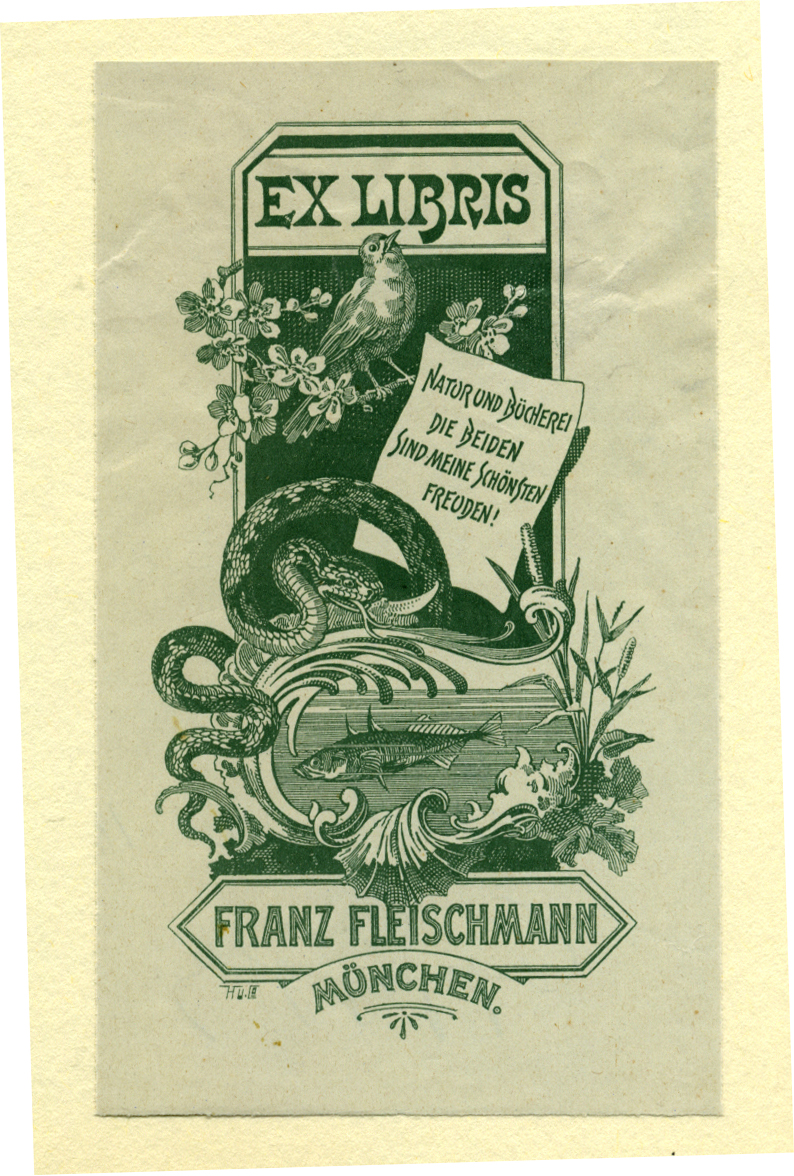 EX LIBRIS
NATUR UND BÜCHEREI
DIE BEIDEN
SIND MEINE SCHÖNSTEN
FREUDEN!
FRANZ FLEISCHMANN
MÜNCHEN.